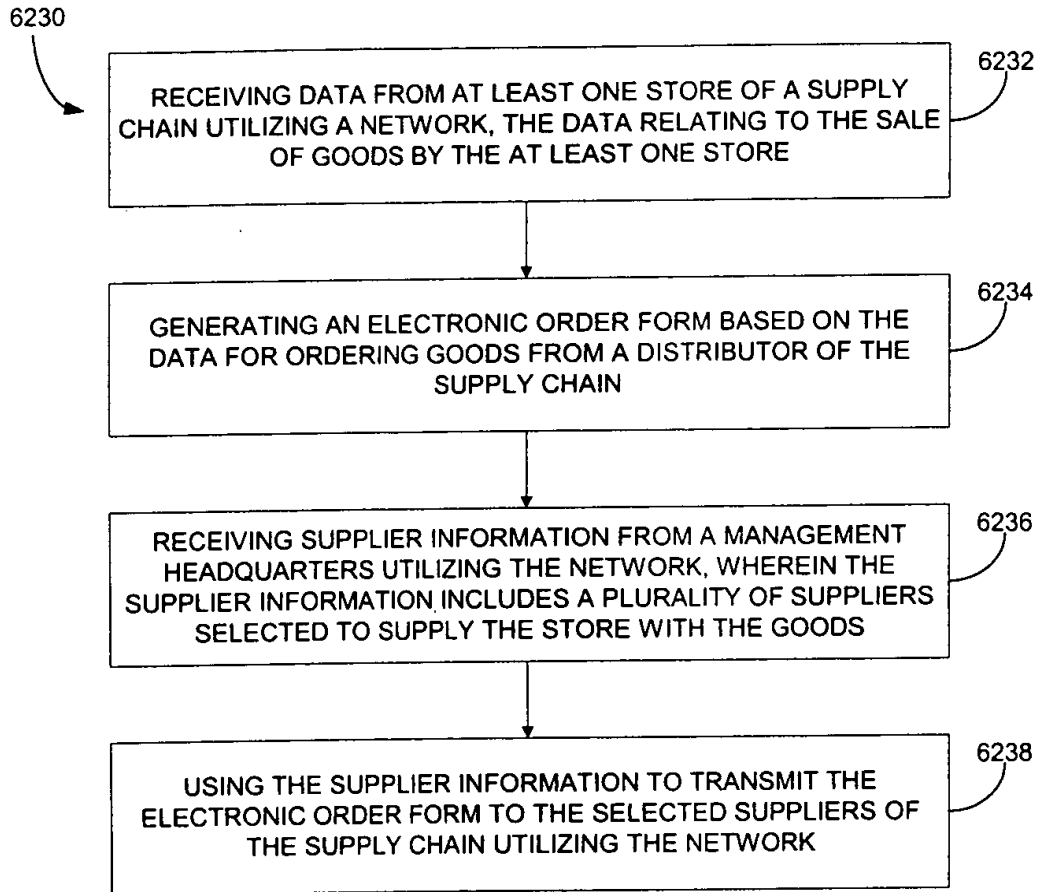 6230
6232
RECEIVING DATA FROM AT LEAST ONE STORE OF A SUPPLY
CHAIN UTILIZING A NETWORK, THE DATA RELATING TO THE SALE
OF GOODS BY THE AT LEAST ONE STORE
6234
GENERATING AN ELECTRONIC ORDER FORM BASED ON THE
DATA FOR ORDERING GOODS FROM A DISTRIBUTOR OF THE
SUPPLY CHAIN
6236
RECEIVING SUPPLIER INFORMATION FROM A MANAGEMENT
HEADQUARTERS UTILIZING THE NETWORK, WHEREIN THE
SUPPLIER INFORMATION INCLUDES A PLURALITY OF SUPPLIERS
SELECTED TO SUPPLY THE STORE WITH THE GOODS
6238
USING THE SUPPLIER INFORMATION TO TRANSMIT THE
ELECTRONIC ORDER FORM TO THE SELECTED SUPPLIERS OF
THE SUPPLY CHAIN UTILIZING THE NETWORK